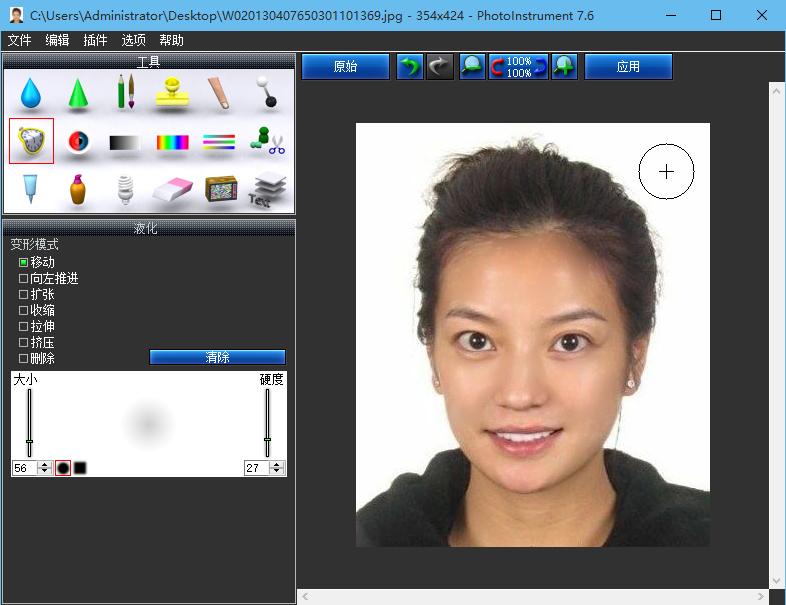 C:\Users\Administrator\Desktop\W020130407650301101369.jpg - 354x424 - PhotoInstrument 7.6
文件 编辑 插件 选项 帮助
工具
Text
液化
变形模式
移动
向左推进
扩张
收缩
拉伸
挤压
删除
清除
大小
硬度
56
27
原始
100%
100%
应用